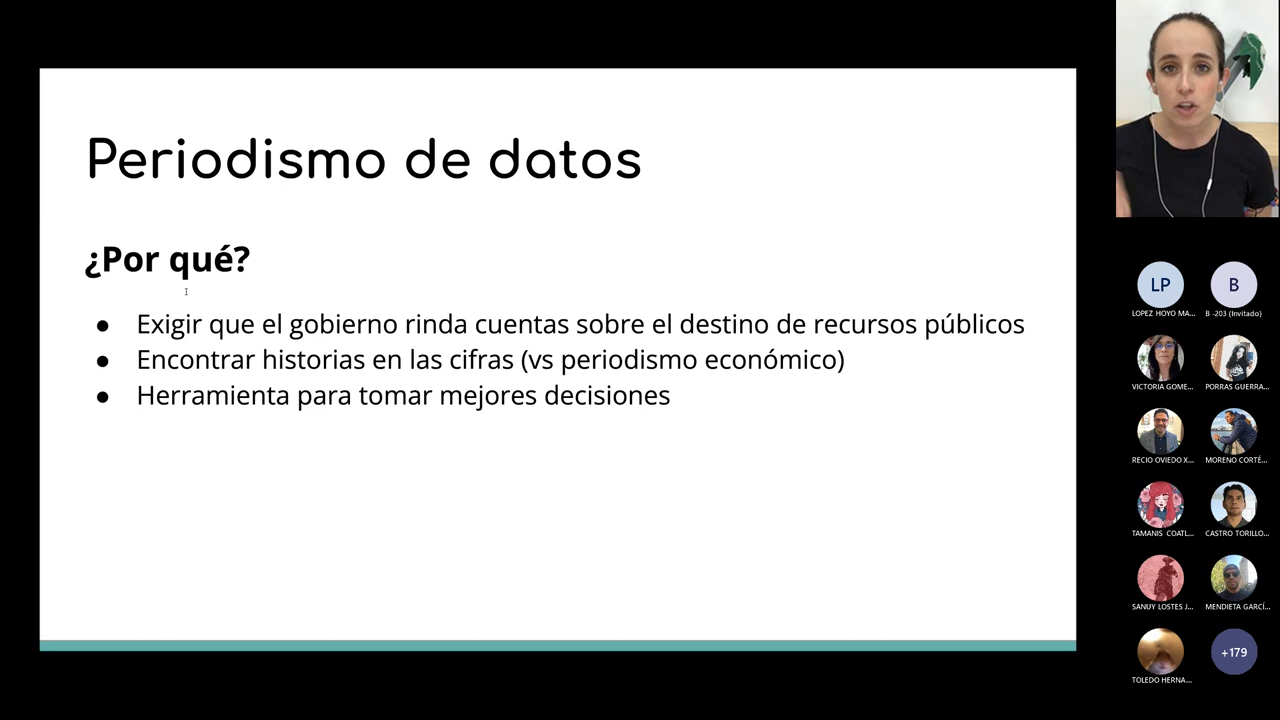 Periodismo de datos
¿Por qué?
● Exigir que el gobierno rinda cuentas sobre el destino de recursos públicos
● Encontrar historias en las cifras (vs periodismo económico)
● Herramienta para tomar mejores decisiones
LP
B
LOPEZ HOYO MA...
B -203 (Invitado)
VICTORIA GOME...
PORRAS GUERRA...
RECIO OVIEDO X...
MORENO CORTÉ...
TAMANIS COATL...
CASTRO TORILLO...
SANUY LOSTES J...
MENDIETA GARCÍ...
+179
TOLEDO HERNA...